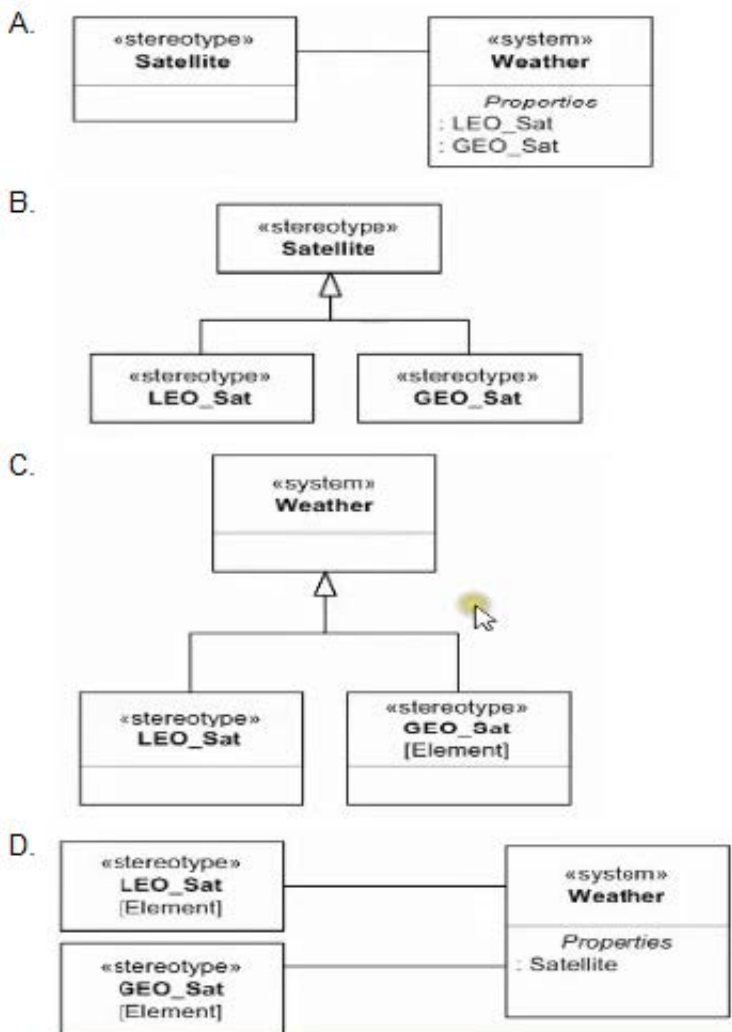 A.
«stereotype»
Satellite
«system»
Weather
Properties
: LEO_Sat
: GEO_Sat
B.
«stereotype»
Satellite
«stereotype»
LEO_Sat
«stereotype»
GEO_Sat
C.
«system»
Weather
«stereotype»
LEO_Sat
«stereotype»
GEO_Sat
[Element]
D.
«stereotype»
LEO_Sat
[Element]
«stereotype»
GEO_Sat
[Element]
«system»
Weather
Properties
: Satellite